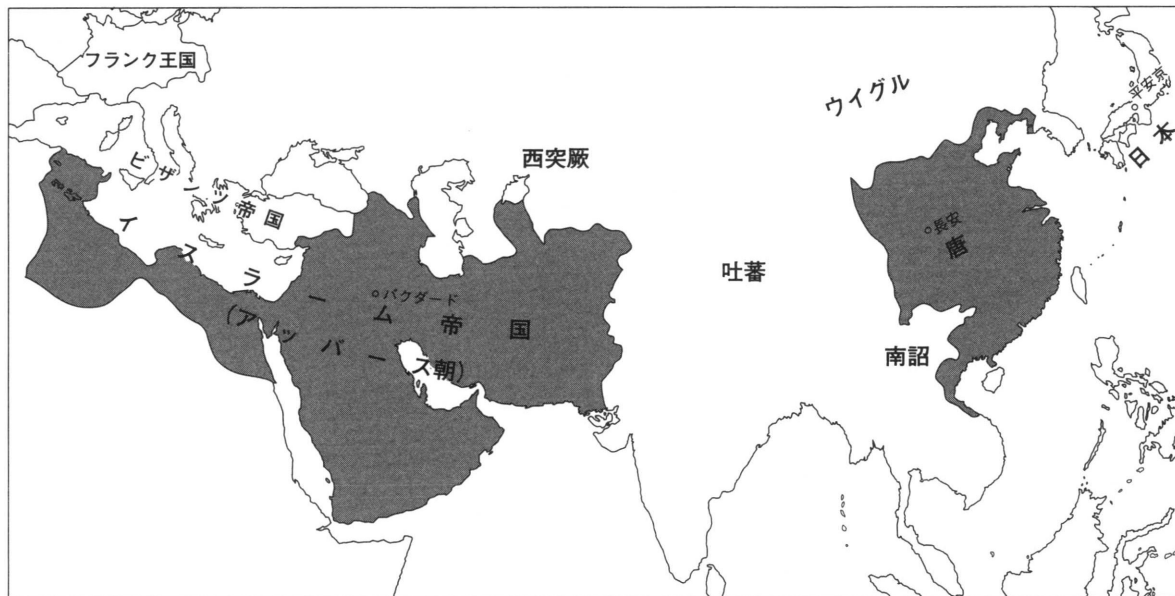 フランク王国
ビザンツ帝国
イスラーム帝国
(アッバース朝)
バクダード
西突厥
ウイグル
吐蕃
南詔
長安
唐
平安京
日本